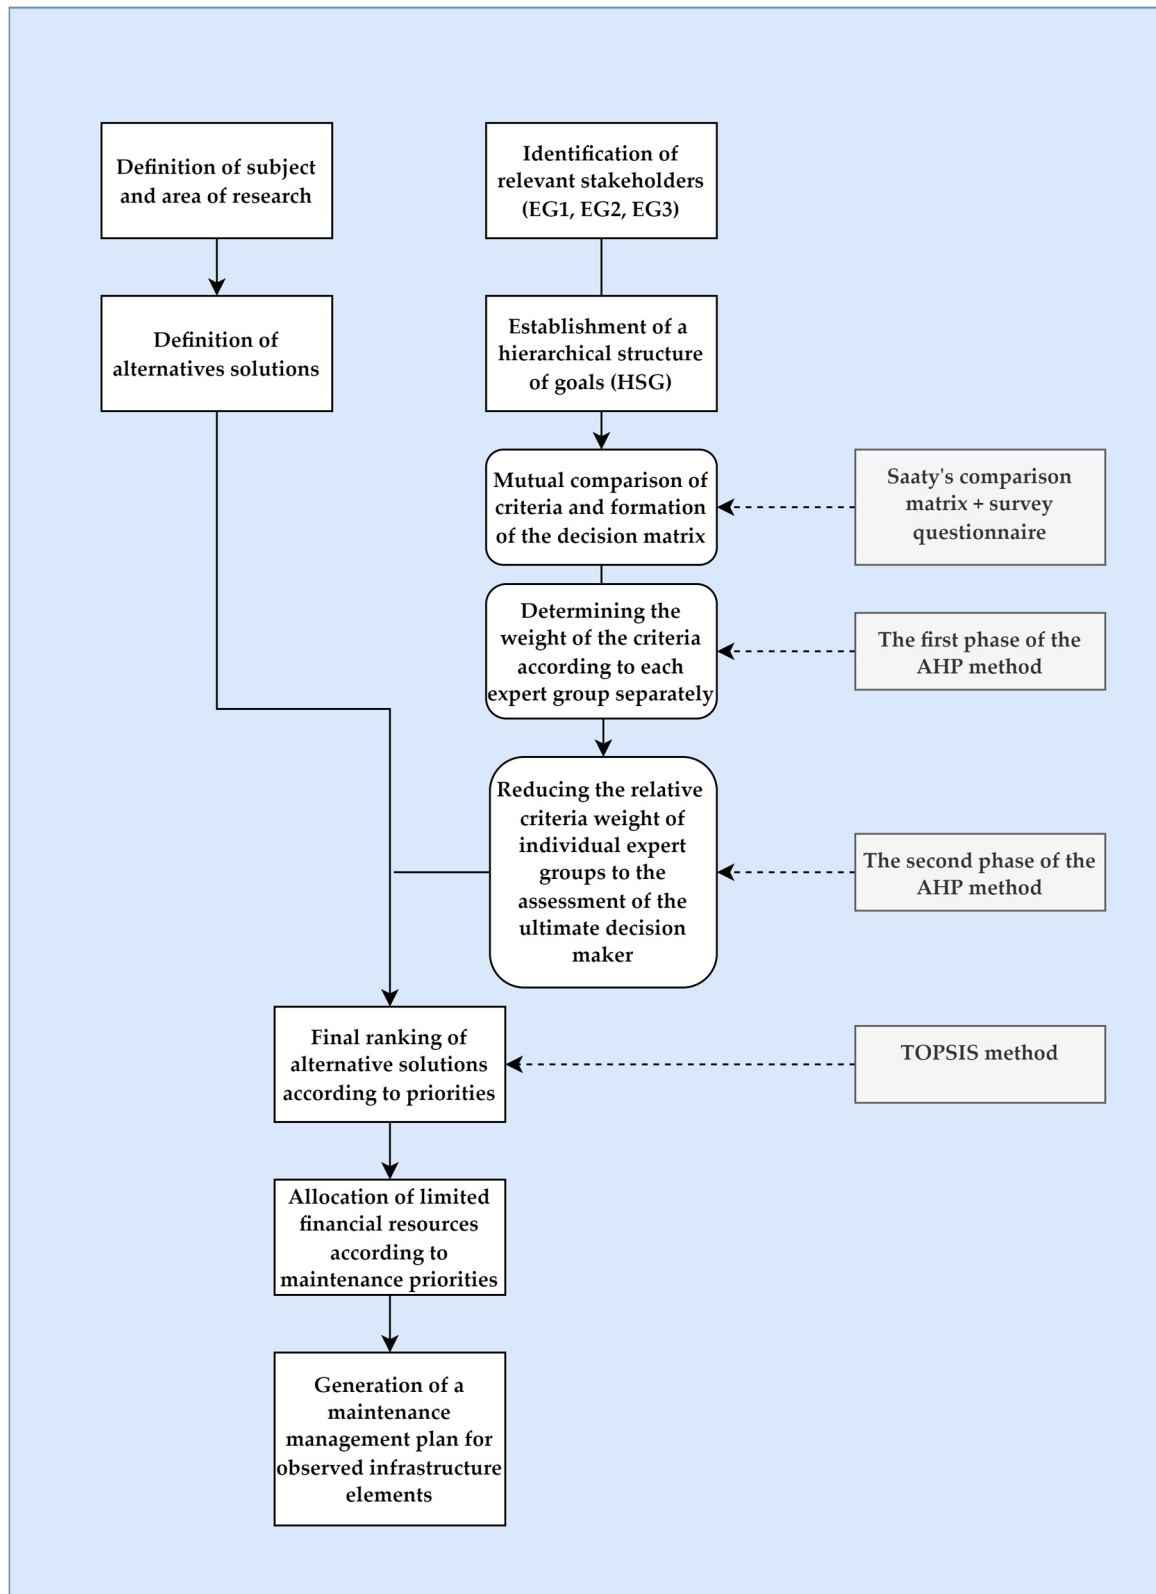 Definition of subject
and area of research
Identification of
relevant stakeholders
(EG1, EG2, EG3)
Definition of
alternatives solutions
Establishment of a
hierarchical structure
of goals (HSG)
Mutual comparison of
criteria and formation
of the decision matrix
Saaty's comparison
matrix + survey
questionnaire
Determining the
weight of the criteria
according to each
expert group separately
The first phase of the
AHP method
Reducing the relative
criteria weight of
individual expert
groups to the
assessment of the
ultimate decision
maker
The second phase of the
AHP method
Final ranking of
alternative solutions
according to priorities
TOPSIS method
Allocation of limited
financial resources
according to
maintenance priorities
Generation of a
maintenance
management plan for
observed infrastructure
elements